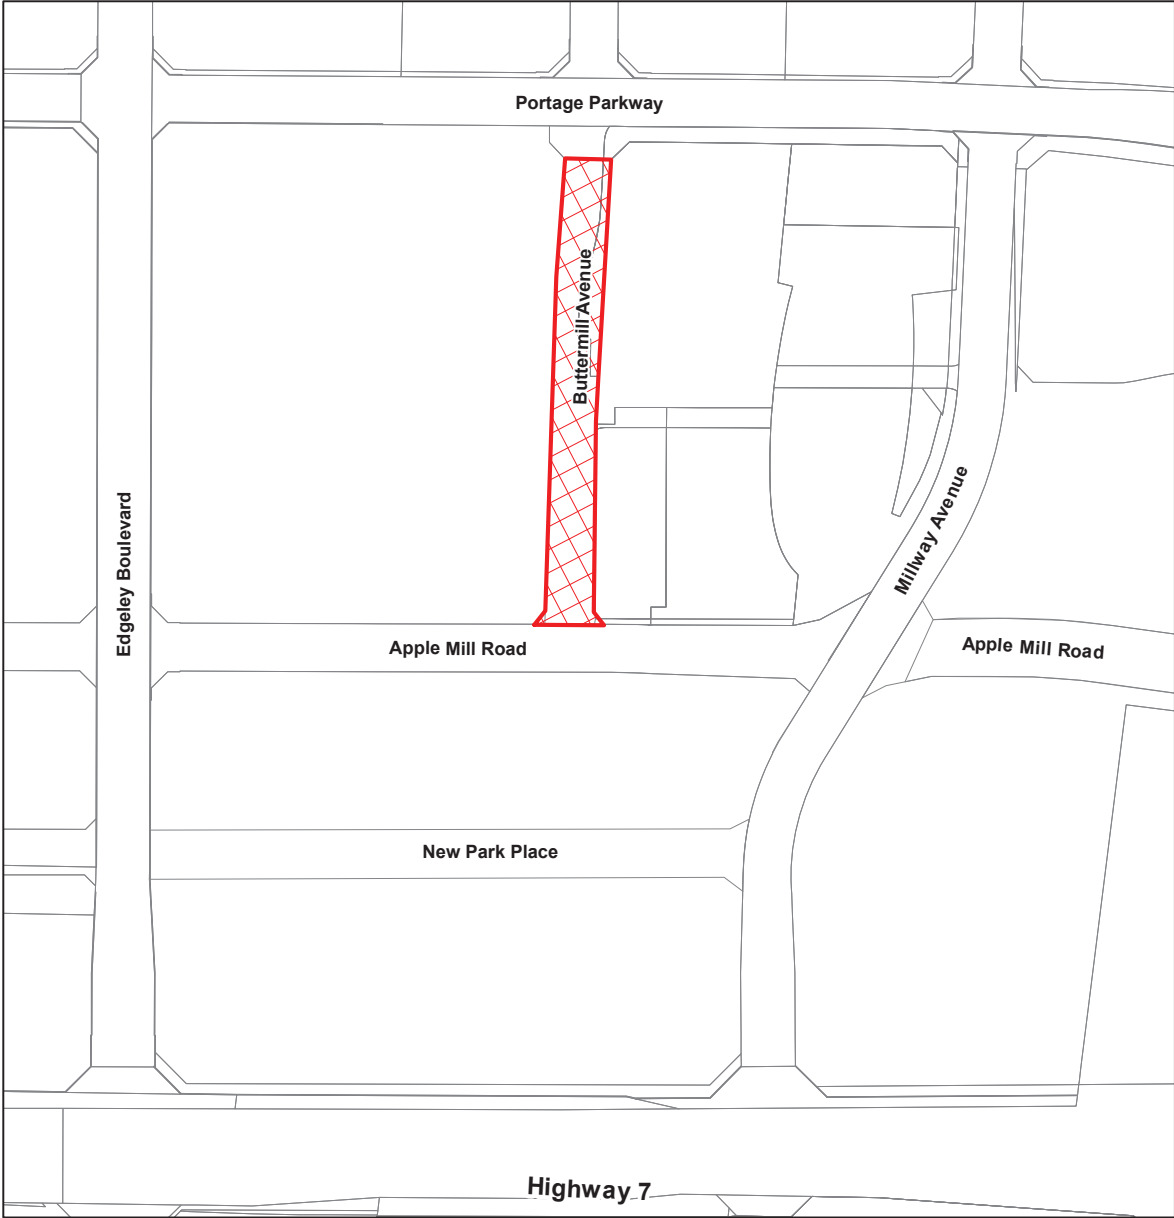 Portage Parkway
Buttermill Avenue
Edgeley Boulevard
Millway Avenue
Apple Mill Road
Apple Mill Road
New Park Place
Highway 7